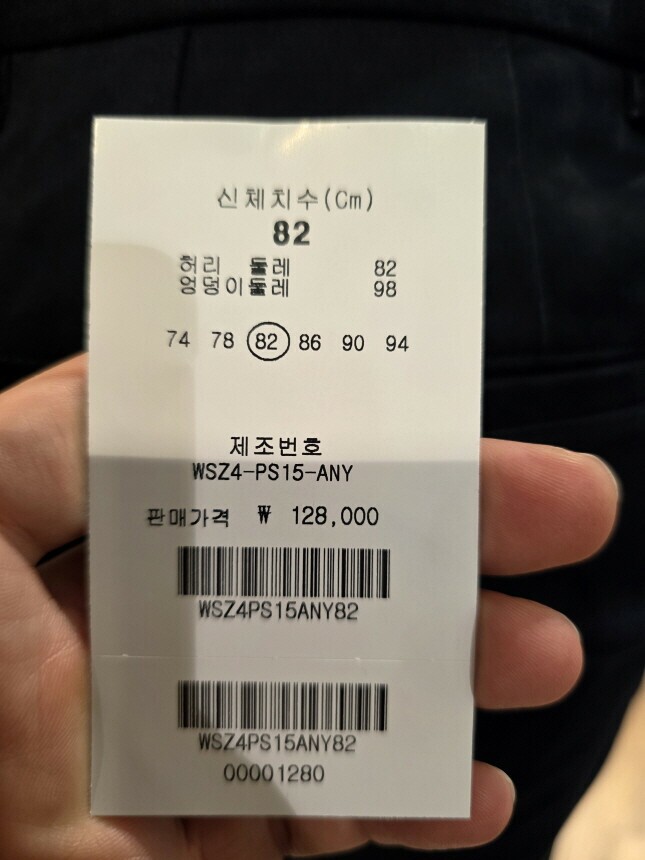 신체치수(Cm)
82
허리 둘레 82
엉덩이둘레 98
74 78 82 86 90 94
제조번호
WSZ4-PS15-ANY
판매가격 ₩ 128,000
WSZ4PS15ANY82
WSZ4PS15ANY82
00001280